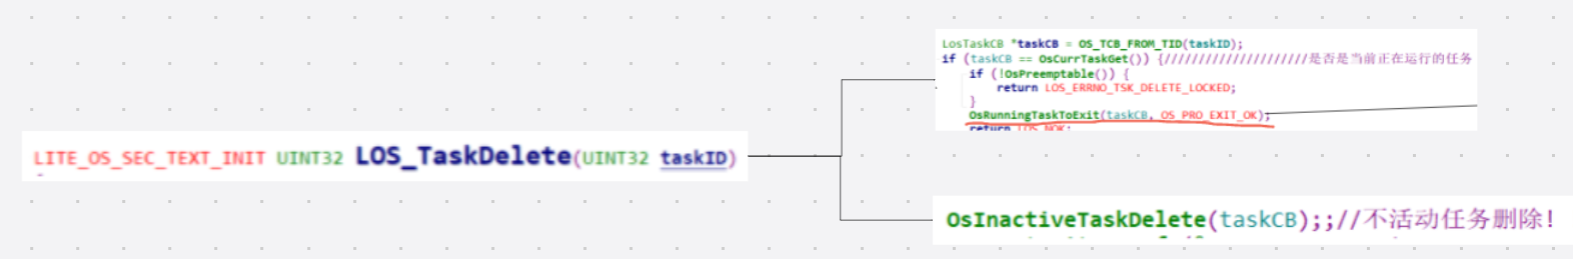 LITE_OS_SEC_TEXT_INIT UINT32 LOS_TaskDelete(UINT32 taskID)
LosTaskCB *taskCB = OS_TCB_FROM_TID(taskID);
if (taskCB == OsCurrTaskGet()) {/////////////////////是否是当前正在运行的任务
if (!OsPreemptable()) {
return LOS_ERRNO_TSK_DELETE_LOCKED;
}
OsRunningTaskToExit(taskCB, OS_PRO_EXIT_OK);
return LOS_NOK;
OsInactiveTaskDelete(taskCB);;//不活动任务删除!